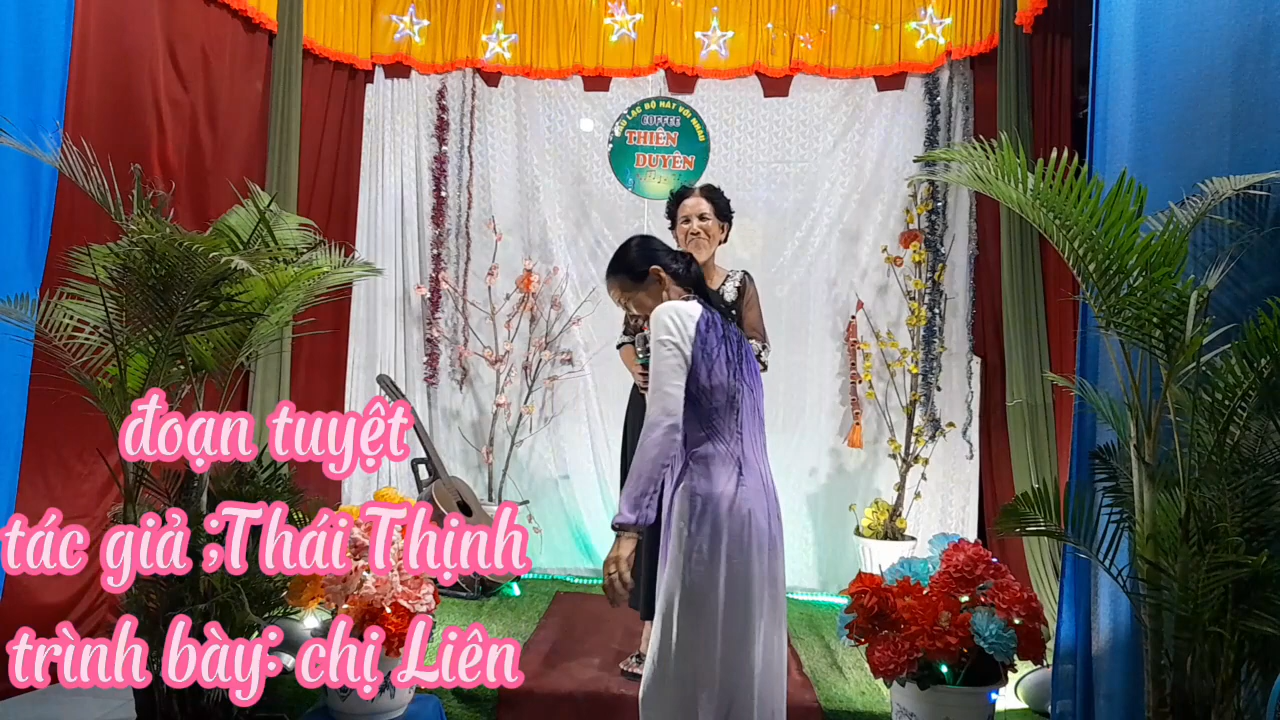 CÂU LẠC BỘ HÁT VỚI NHAU
COFFEE
THIÊN
DUYÊN
đoạn tuyệt
tác giả ;Thái Thịnh
trình bày: chị Liên